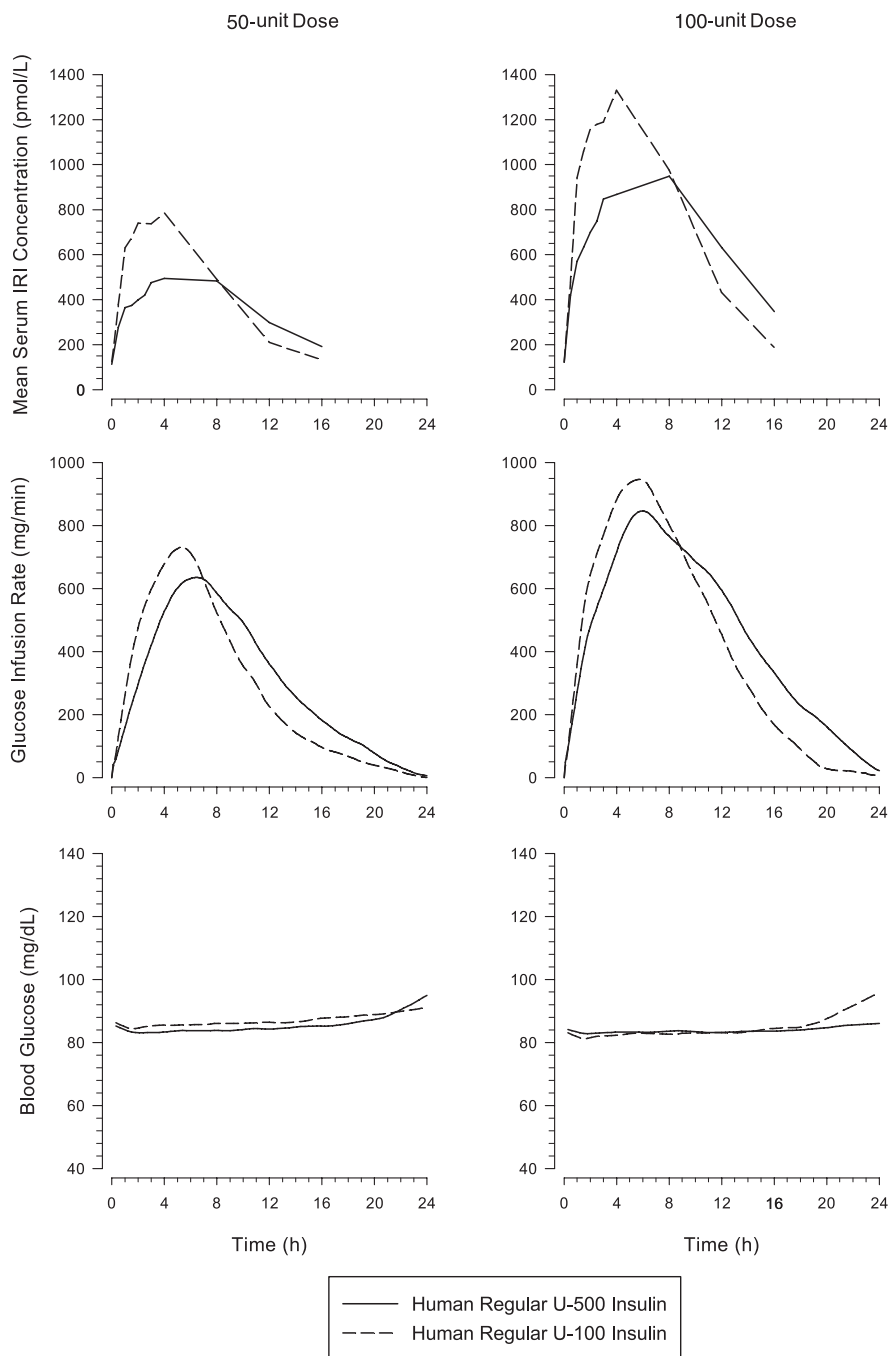 50-unit Dose
100-unit Dose
Mean Serum IRI Concentration (pmol/L)
1400
1200
1000
800
600
400
200
0
0 4 8 12 16 20 24
1400
1200
1000
800
600
400
200
0
0 4 8 12 16 20 24
Glucose Infusion Rate (mg/min)
1000
800
600
400
200
0
0 4 8 12 16 20 24
1000
800
600
400
200
0
0 4 8 12 16 20 24
Blood Glucose (mg/dL)
140
120
100
80
60
40
0 4 8 12 16 20 24
Time (h)
140
120
100
80
60
40
0 4 8 12 16 20 24
Time (h)
Human Regular U-500 Insulin
Human Regular U-100 Insulin